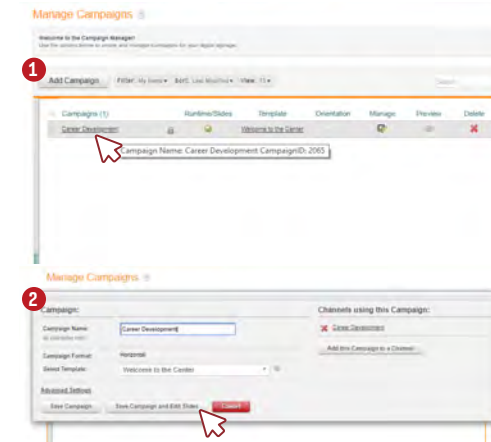 Manage Campaigns
Welcome to the Campaign Manager!
Use the options below to create and manage campaigns for your digital signage.
1
Add Campaign Filter: My Items Sort: Last Modified View: 15
Campaigns (1) Runtime/Slides Template Orientation Manage Preview Delete
Career Development Welcome to the Center
Campaign Name: Career Development CampaignID: 2065
Manage Campaigns
2
Campaign: Channels using this Campaign:
Campaign Name: Career Development Career Development
Add this Campaign to a Channel
Campaign Format: Horizontal
Select Template: Welcome to the Center
Advanced Settings
Save Campaign Save Campaign and Edit Slides Cancel